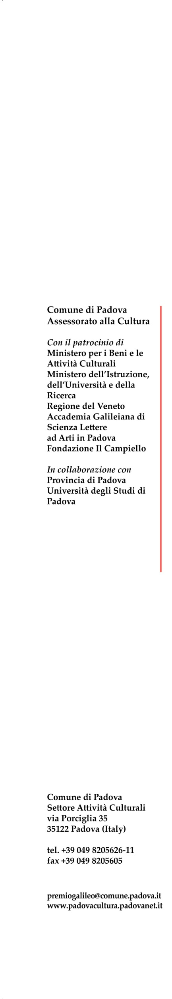 Comune di Padova
Assessorato alla Cultura
Con il patrocinio di
Ministero per i Beni e le
Attività Culturali
Ministero dell'Istruzione,
dell'Università e della
Ricerca
Regione del Veneto
Accademia Galileiana di
Scienza Lettere
ad Arti in Padova
Fondazione Il Campiello
In collaborazione con
Provincia di Padova
Università degli Studi di
Padova
Comune di Padova
Settore Attività Culturali
via Porciglia 35
35122 Padova (Italy)
tel. +39 049 8205626-11
fax +39 049 8205605
premiogalileo@comune.padova.it
www.padovacultura.padovanet.it